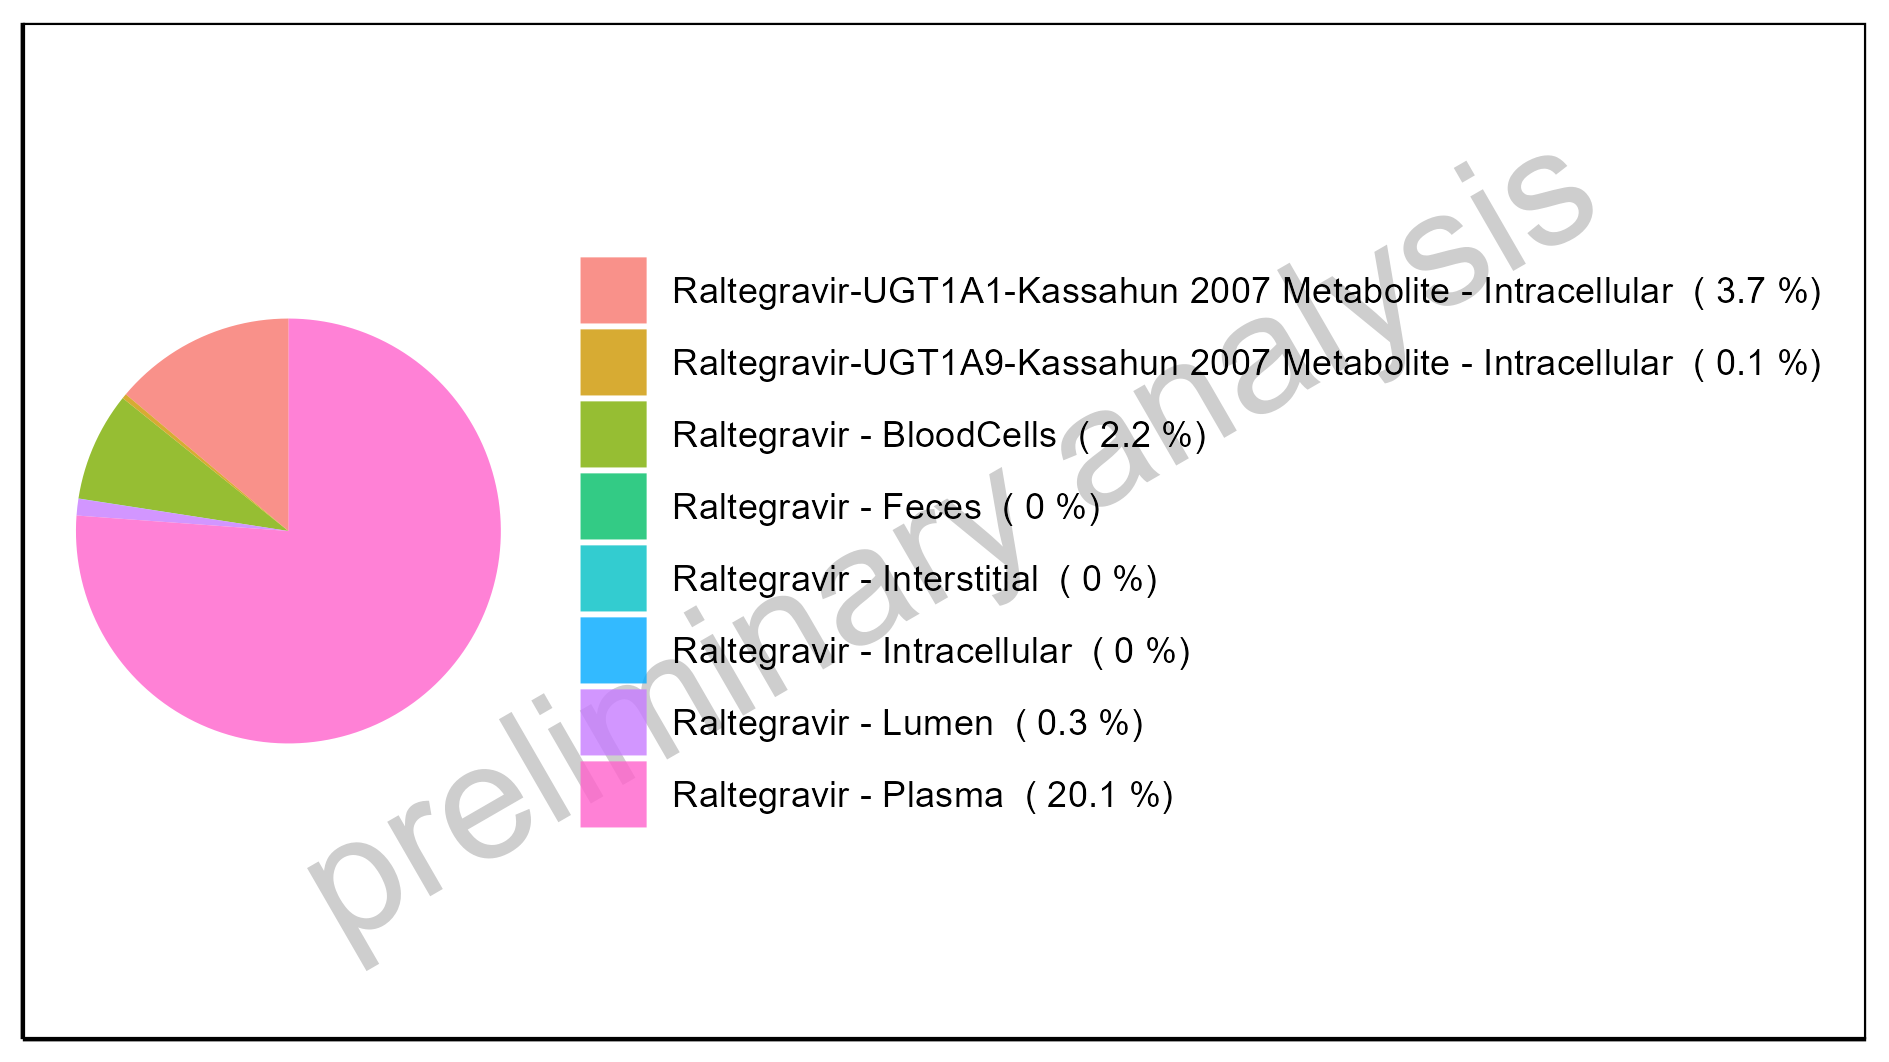 Raltegravir-UGT1A1-Kassahun 2007 Metabolite - Intracellular ( 3.7 %)
Raltegravir-UGT1A9-Kassahun 2007 Metabolite - Intracellular ( 0.1 %)
Raltegravir - BloodCells ( 2.2 %)
Raltegravir - Feces ( 0 %)
Raltegravir - Interstitial ( 0 %)
Raltegravir - Intracellular ( 0 %)
Raltegravir - Lumen ( 0.3 %)
Raltegravir - Plasma ( 20.1 %)
preliminary analysis